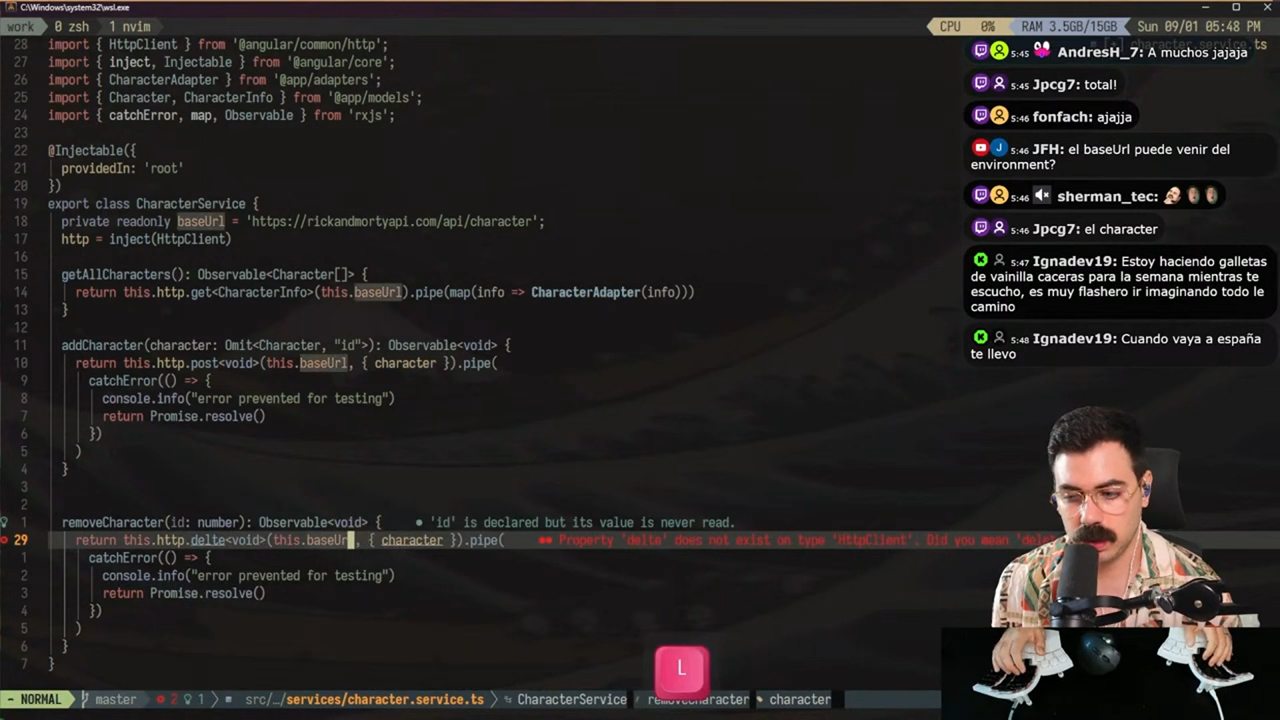 C:\Windows\system32\wsl.exe
work 0 zsh 1 nvim
CPU 0% RAM 3.5GB/15GB Sun 09/01 05:48 PM
character.service.ts
28 import { HttpClient } from '@angular/common/http';
27 import { inject, Injectable } from '@angular/core';
26 import { CharacterAdapter } from '@app/adapters';
25 import { Character, CharacterInfo } from '@app/models';
24 import { catchError, map, Observable } from 'rxjs';
23
22 @Injectable({
21 providedIn: 'root'
20 })
19 export class CharacterService {
18 private readonly baseUrl = 'https://rickandmortyapi.com/api/character';
17 http = inject(HttpClient)
16
15 getAllCharacters(): Observable<Character[]> {
14 return this.http.get<CharacterInfo>(this.baseUrl).pipe(map(info => CharacterAdapter(info)))
13 }
12
11 addCharacter(character: Omit<Character, "id">): Observable<void> {
10 return this.http.post<void>(this.baseUrl, { character }).pipe(
9 catchError(() => {
8 console.info("error prevented for testing")
7 return Promise.resolve()
6 })
5 )
4 }
3
2
1 removeCharacter(id: number): Observable<void> { ● 'id' is declared but its value is never read.
29 return this.http.delte<void>(this.baseUrl, { character }).pipe( ●● Property 'delte' does not exist on type 'HttpClient'. Did you mean 'dele
1 catchError(() => {
2 console.info("error prevented for testing")
3 return Promise.resolve()
4 })
5 )
6 }
7 }
- NORMAL master 2 1 src/…/services/character.service.ts CharacterService removeCharacter character
L
5:45 AndresH_7: A muchos jajaja
5:45 Jpcg7: total!
5:46 fonfach: ajajja
5:46 JFH: el baseUrl puede venir del
environment?
5:46 sherman_tec:
5:46 Jpcg7: el character
5:47 Ignadev19: Estoy haciendo galletas
de vainilla caceras para la semana mientras te
escucho, es muy flashero ir imaginando todo le
camino
5:48 Ignadev19: Cuando vaya a españa
te llevo